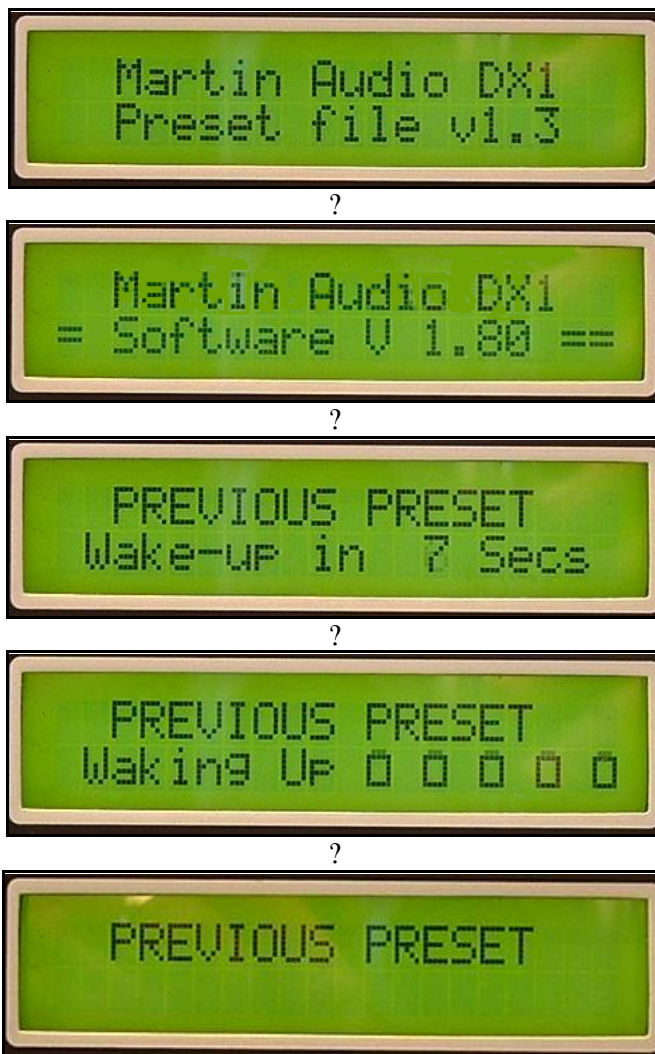 Martin Audio DX1
Preset file v1.3
?
Martin Audio DX1
= Software V 1.80 ==
?
PREVIOUS PRESET
Wake-up in 7 Secs
?
PREVIOUS PRESET
Waking Up
?
PREVIOUS PRESET